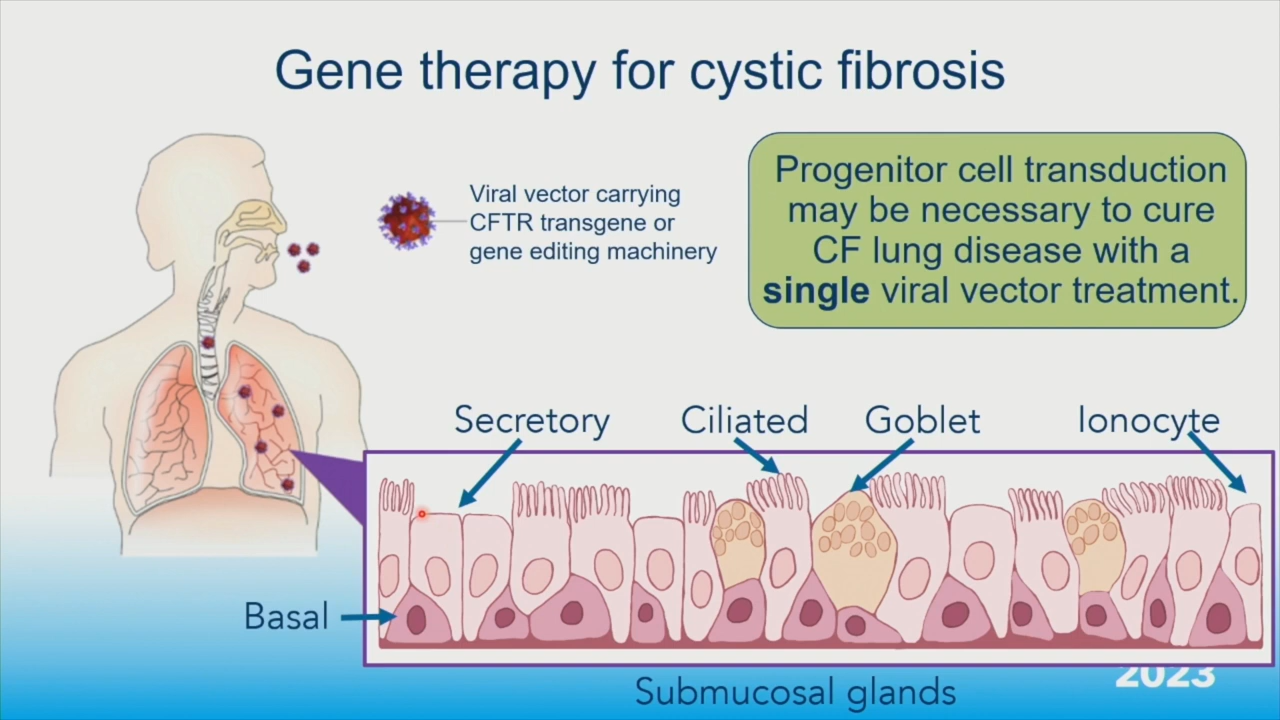 Gene therapy for cystic fibrosis
Viral vector carrying
CFTR transgene or
gene editing machinery
Progenitor cell transduction
may be necessary to cure
CF lung disease with a
single viral vector treatment.
Secretory
Ciliated
Goblet
Ionocyte
Basal
2023
Submucosal glands